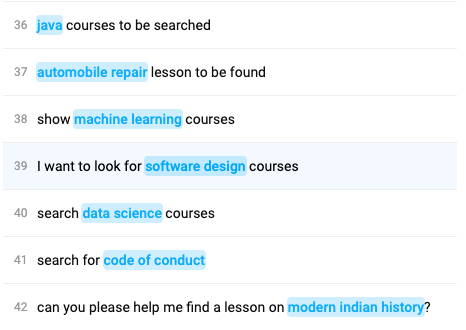 36 java courses to be searched
37 automobile repair lesson to be found
38 show machine learning courses
39 I want to look for software design courses
40 search data science courses
41 search for code of conduct
42 can you please help me find a lesson on modern indian history?